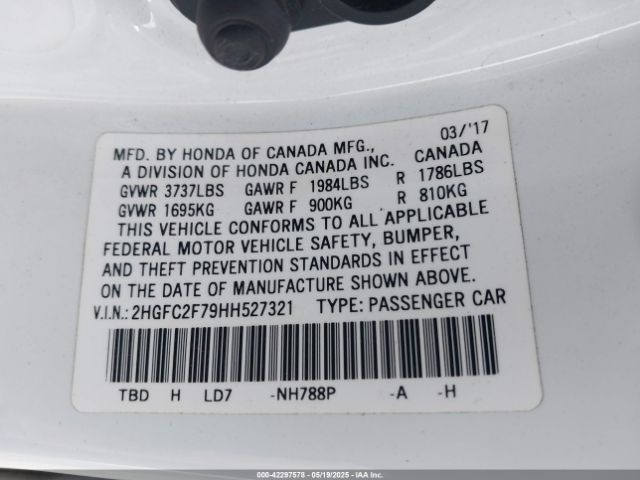 03/'17
MFD. BY HONDA OF CANADA MFG., CANADA
A DIVISION OF HONDA CANADA INC.
GVWR 3737LBS GAWR F 1984LBS R 1786LBS
GVWR 1695KG GAWR F 900KG R 810KG
THIS VEHICLE CONFORMS TO ALL APPLICABLE
FEDERAL MOTOR VEHICLE SAFETY, BUMPER,
AND THEFT PREVENTION STANDARDS IN EFFECT
ON THE DATE OF MANUFACTURE SHOWN ABOVE.
V.I.N.: 2HGFC2F79HH527321 TYPE: PASSENGER CAR
TBD H LD7 -NH788P -A -H
000-42297578 - 05/19/2025 - IAAI.COM